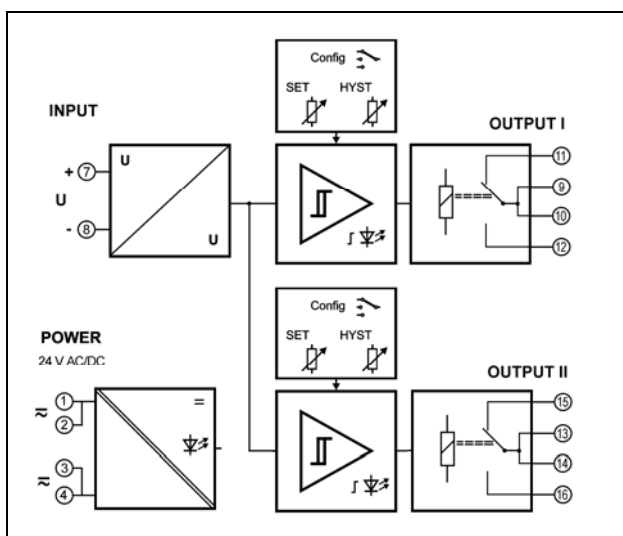 Config
SET HYST
INPUT
OUTPUT I
+ 7
U
- 8
U
U
11
9
10
12
Config
SET HYST
POWER
24 V AC/DC
OUTPUT II
≂ 1
2
≂ 3
4
=
15
13
14
16